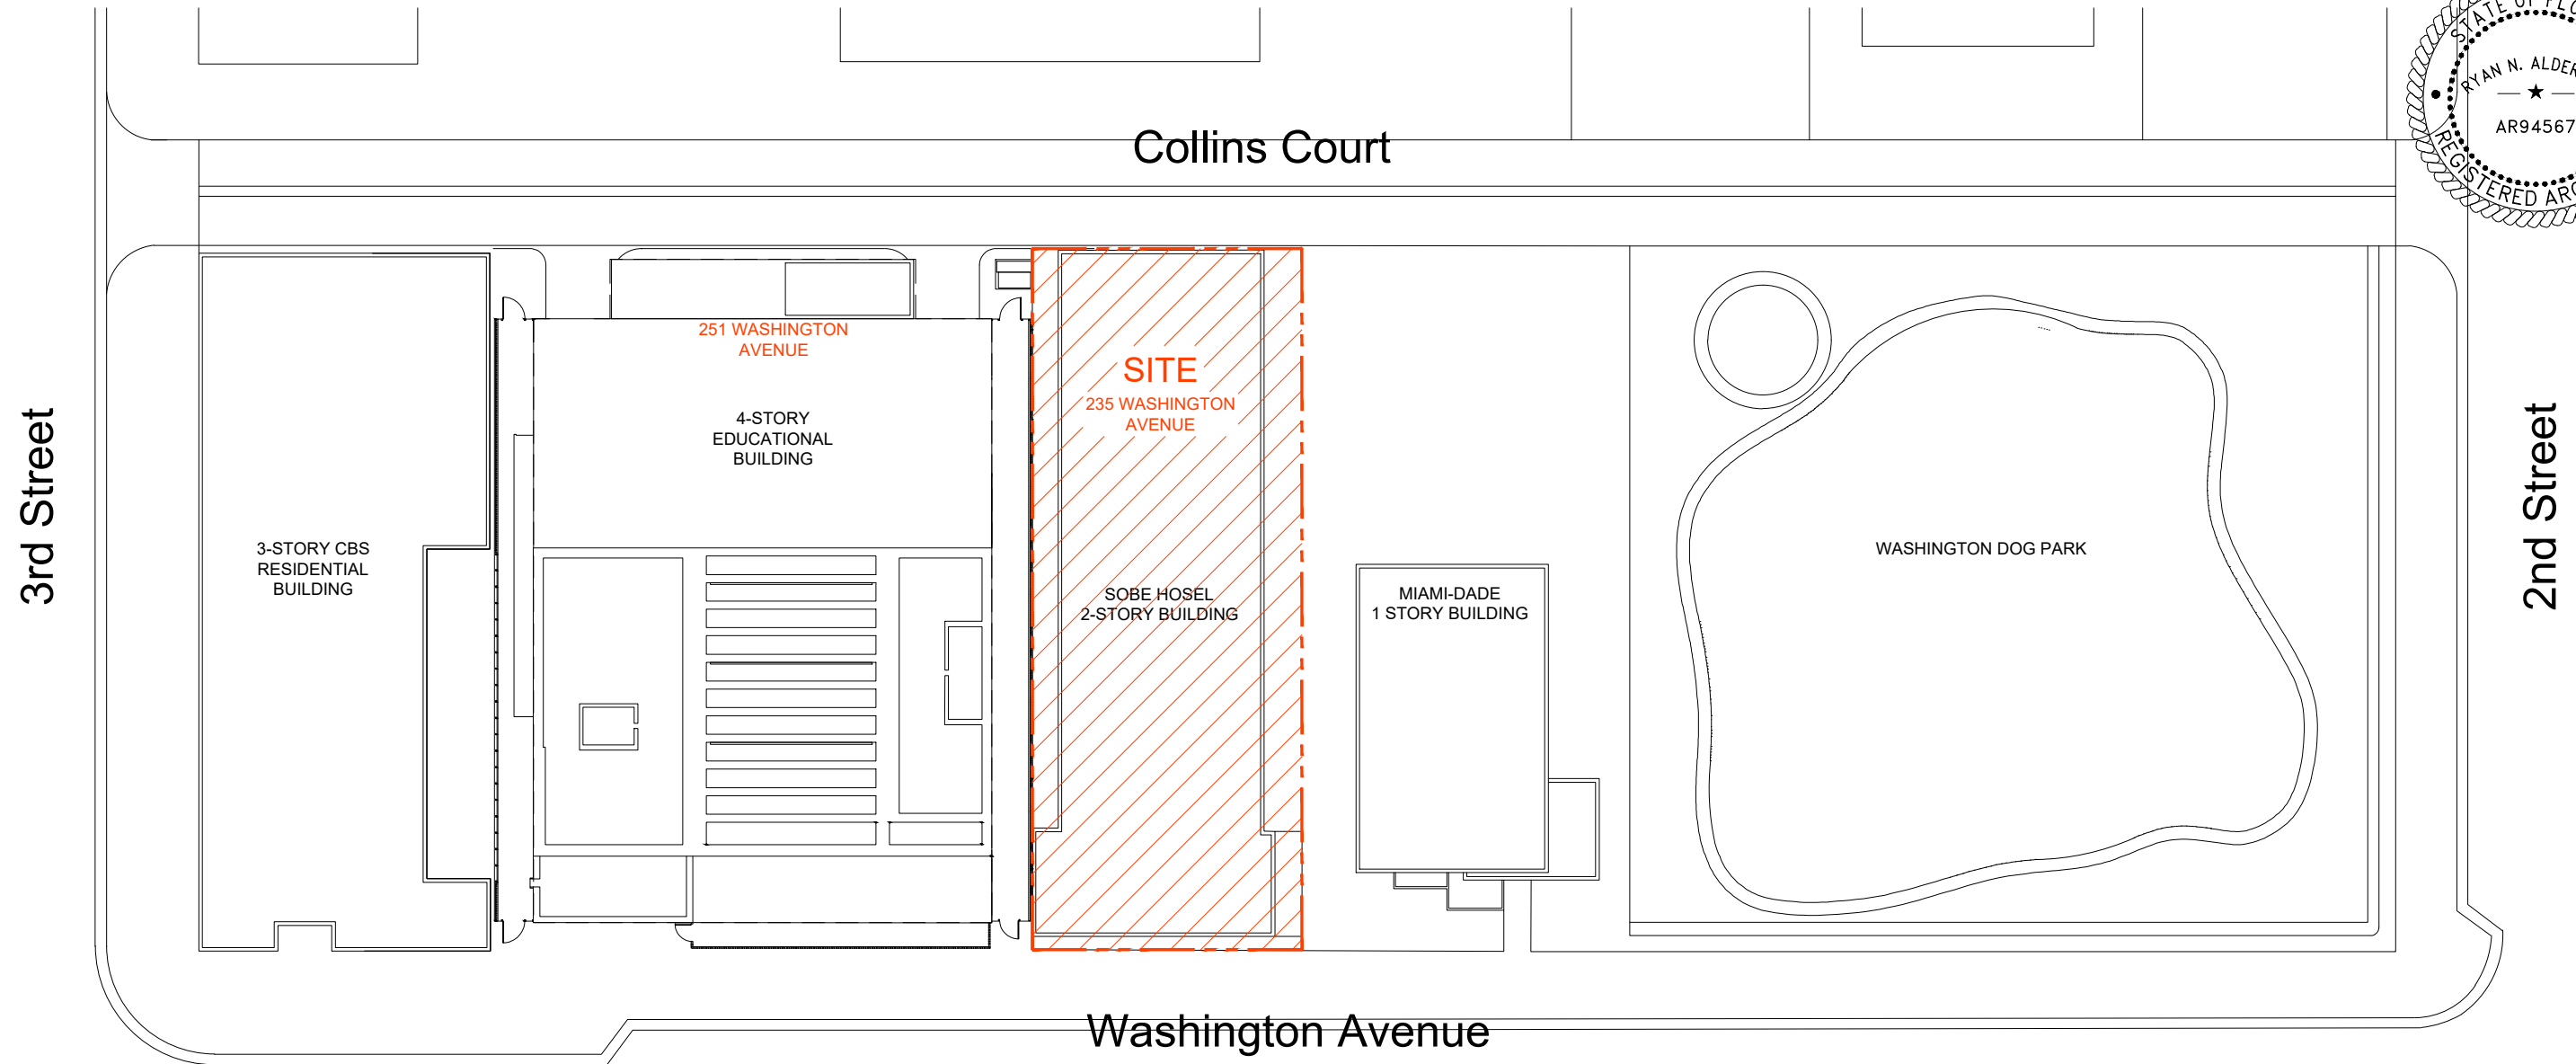 Collins Court
STATE OF
RYAN N.
AR94567
REGISTERED
251 WASHINGTON
AVENUE
4-STORY
EDUCATIONAL
BUILDING
SITE
235 WASHINGTON
AVENUE
3rd Street
3-STORY CBS
RESIDENTIAL
BUILDING
SOBE HOSEL
2-STORY BUILDING
MIAMI-DADE
1 STORY BUILDING
WASHINGTON DOG PARK
2nd Street
Washington Avenue